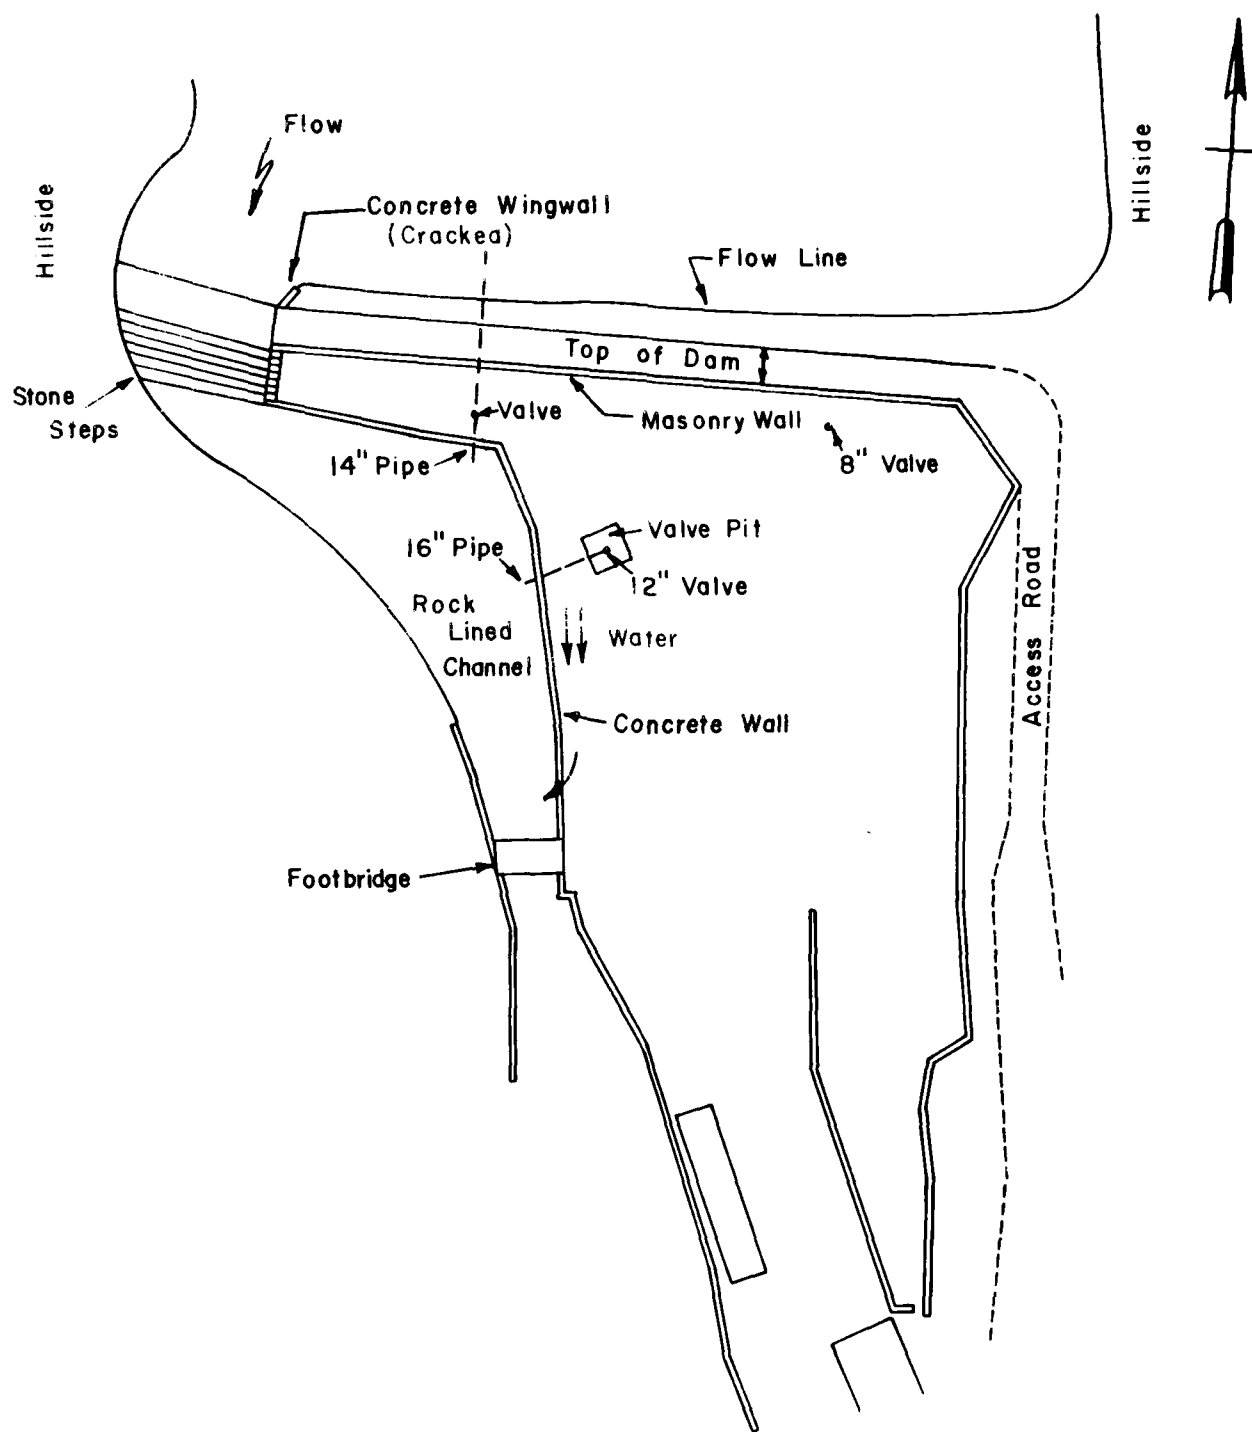 Flow
Hillside
Hillside
Concrete Wingwall
(Cracked)
Flow Line
Top of Dam
Stone
Steps
Valve
Masonry Wall
14" Pipe
8" Valve
16" Pipe
Valve Pit
12" Valve
Rock
Lined
Channel
Water
Access Road
Concrete Wall
Footbridge